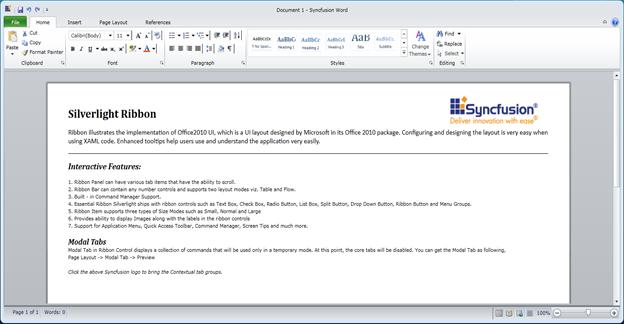 Document 1 - Syncfusion Word
File Home Insert Page Layout References
Paste Cut Copy Format Painter Clipboard
Calibri(Body) 11 Font
Paragraph
AaBbCcDc AaBbCc AaBbCc AaBbCcI AaB AaBbCc
Heading 1 Heading 2 Heading 3 Title Subtitle
Styles
Change Themes
Find Replace Select Editing
Silverlight Ribbon
Syncfusion®
Deliver innovation with ease®
Ribbon illustrates the implementation of Office2010 UI, which is a UI layout designed by Microsoft in its Office 2010 package. Configuring and designing the layout is very easy when
using XAML code. Enhanced tooltips help users use and understand the application very easily.
Interactive Features:
1. Ribbon Panel can have various tab items that have the ability to scroll.
2. Ribbon Bar can contain any number controls and supports two layout modes viz. Table and Flow.
3. Built - in Command Manager Support.
4. Essential Ribbon Silverlight ships with ribbon controls such as Text Box, Check Box, Radio Button, List Box, Split Button, Drop Down Button, Ribbon Button and Menu Groups.
5. Ribbon Item supports three types of Size Modes such as Small, Normal and Large
6. Provides ability to display Images along with the labels in the ribbon controls
7. Support for Application Menu, Quick Access Toolbar, Command Manager, Screen Tips and much more.
Modal Tabs
Modal Tab in Ribbon Control displays a collection of commands that will be used only in a temporary mode. At this point, the core tabs will be disabled. You can get the Modal Tab as following,
Page Layout -> Modal Tab -> Preview
Click the above Syncfusion logo to bring the Contextual tab groups.
Page 1 of 1 Words: 0 100%